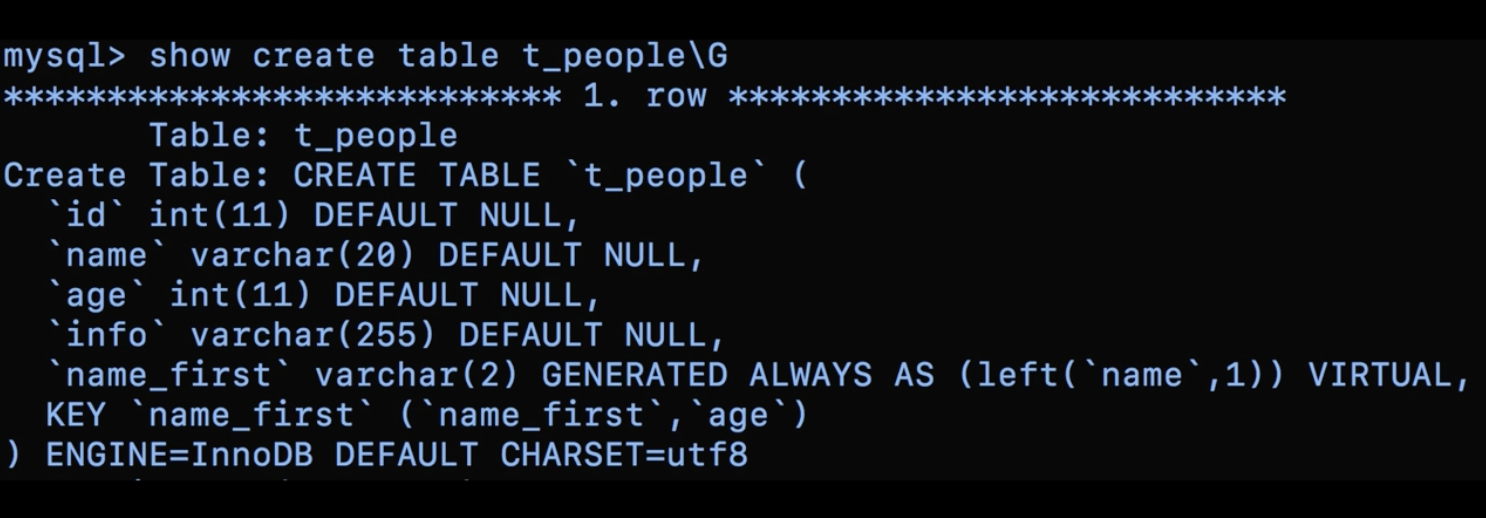 mysql> show create table t_people\G
*************************** 1. row ***************************
Table: t_people
Create Table: CREATE TABLE `t_people` (
`id` int(11) DEFAULT NULL,
`name` varchar(20) DEFAULT NULL,
`age` int(11) DEFAULT NULL,
`info` varchar(255) DEFAULT NULL,
`name_first` varchar(2) GENERATED ALWAYS AS (left(`name`,1)) VIRTUAL,
KEY `name_first` (`name_first`,`age`)
) ENGINE=InnoDB DEFAULT CHARSET=utf8